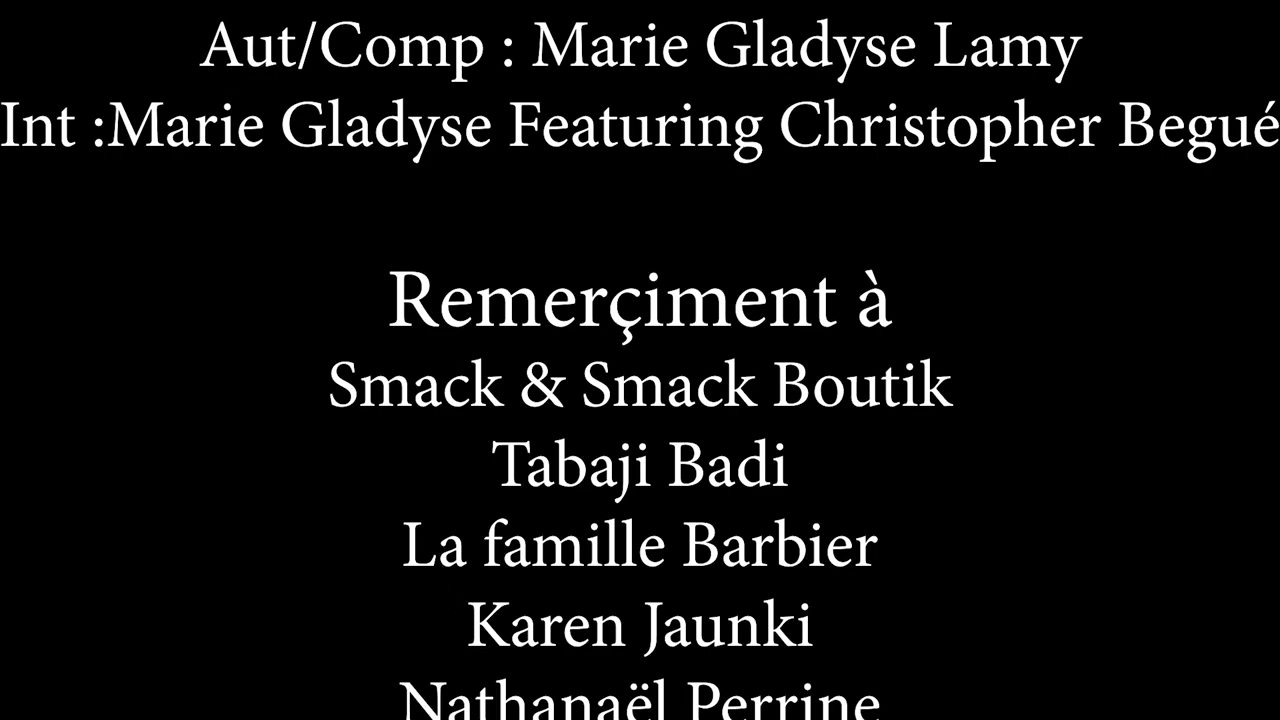 Aut/Comp : Marie Gladyse Lamy
Int :Marie Gladyse Featuring Christopher Begué
Remerçiment à
Smack & Smack Boutik
Tabaji Badi
La famille Barbier
Karen Jaunki
Nathanaël Perrine